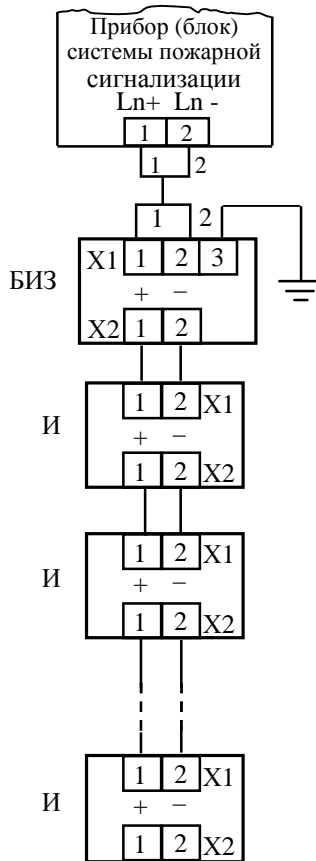 Прибор (блок)
системы пожарной
сигнализации
Ln+ Ln -
1 2
1 2
1 2
БИЗ X1 1 2 3
+ −
X2 1 2
И 1 2 X1
+ −
1 2 X2
И 1 2 X1
+ −
1 2 X2
И 1 2 X1
+ −
1 2 X2